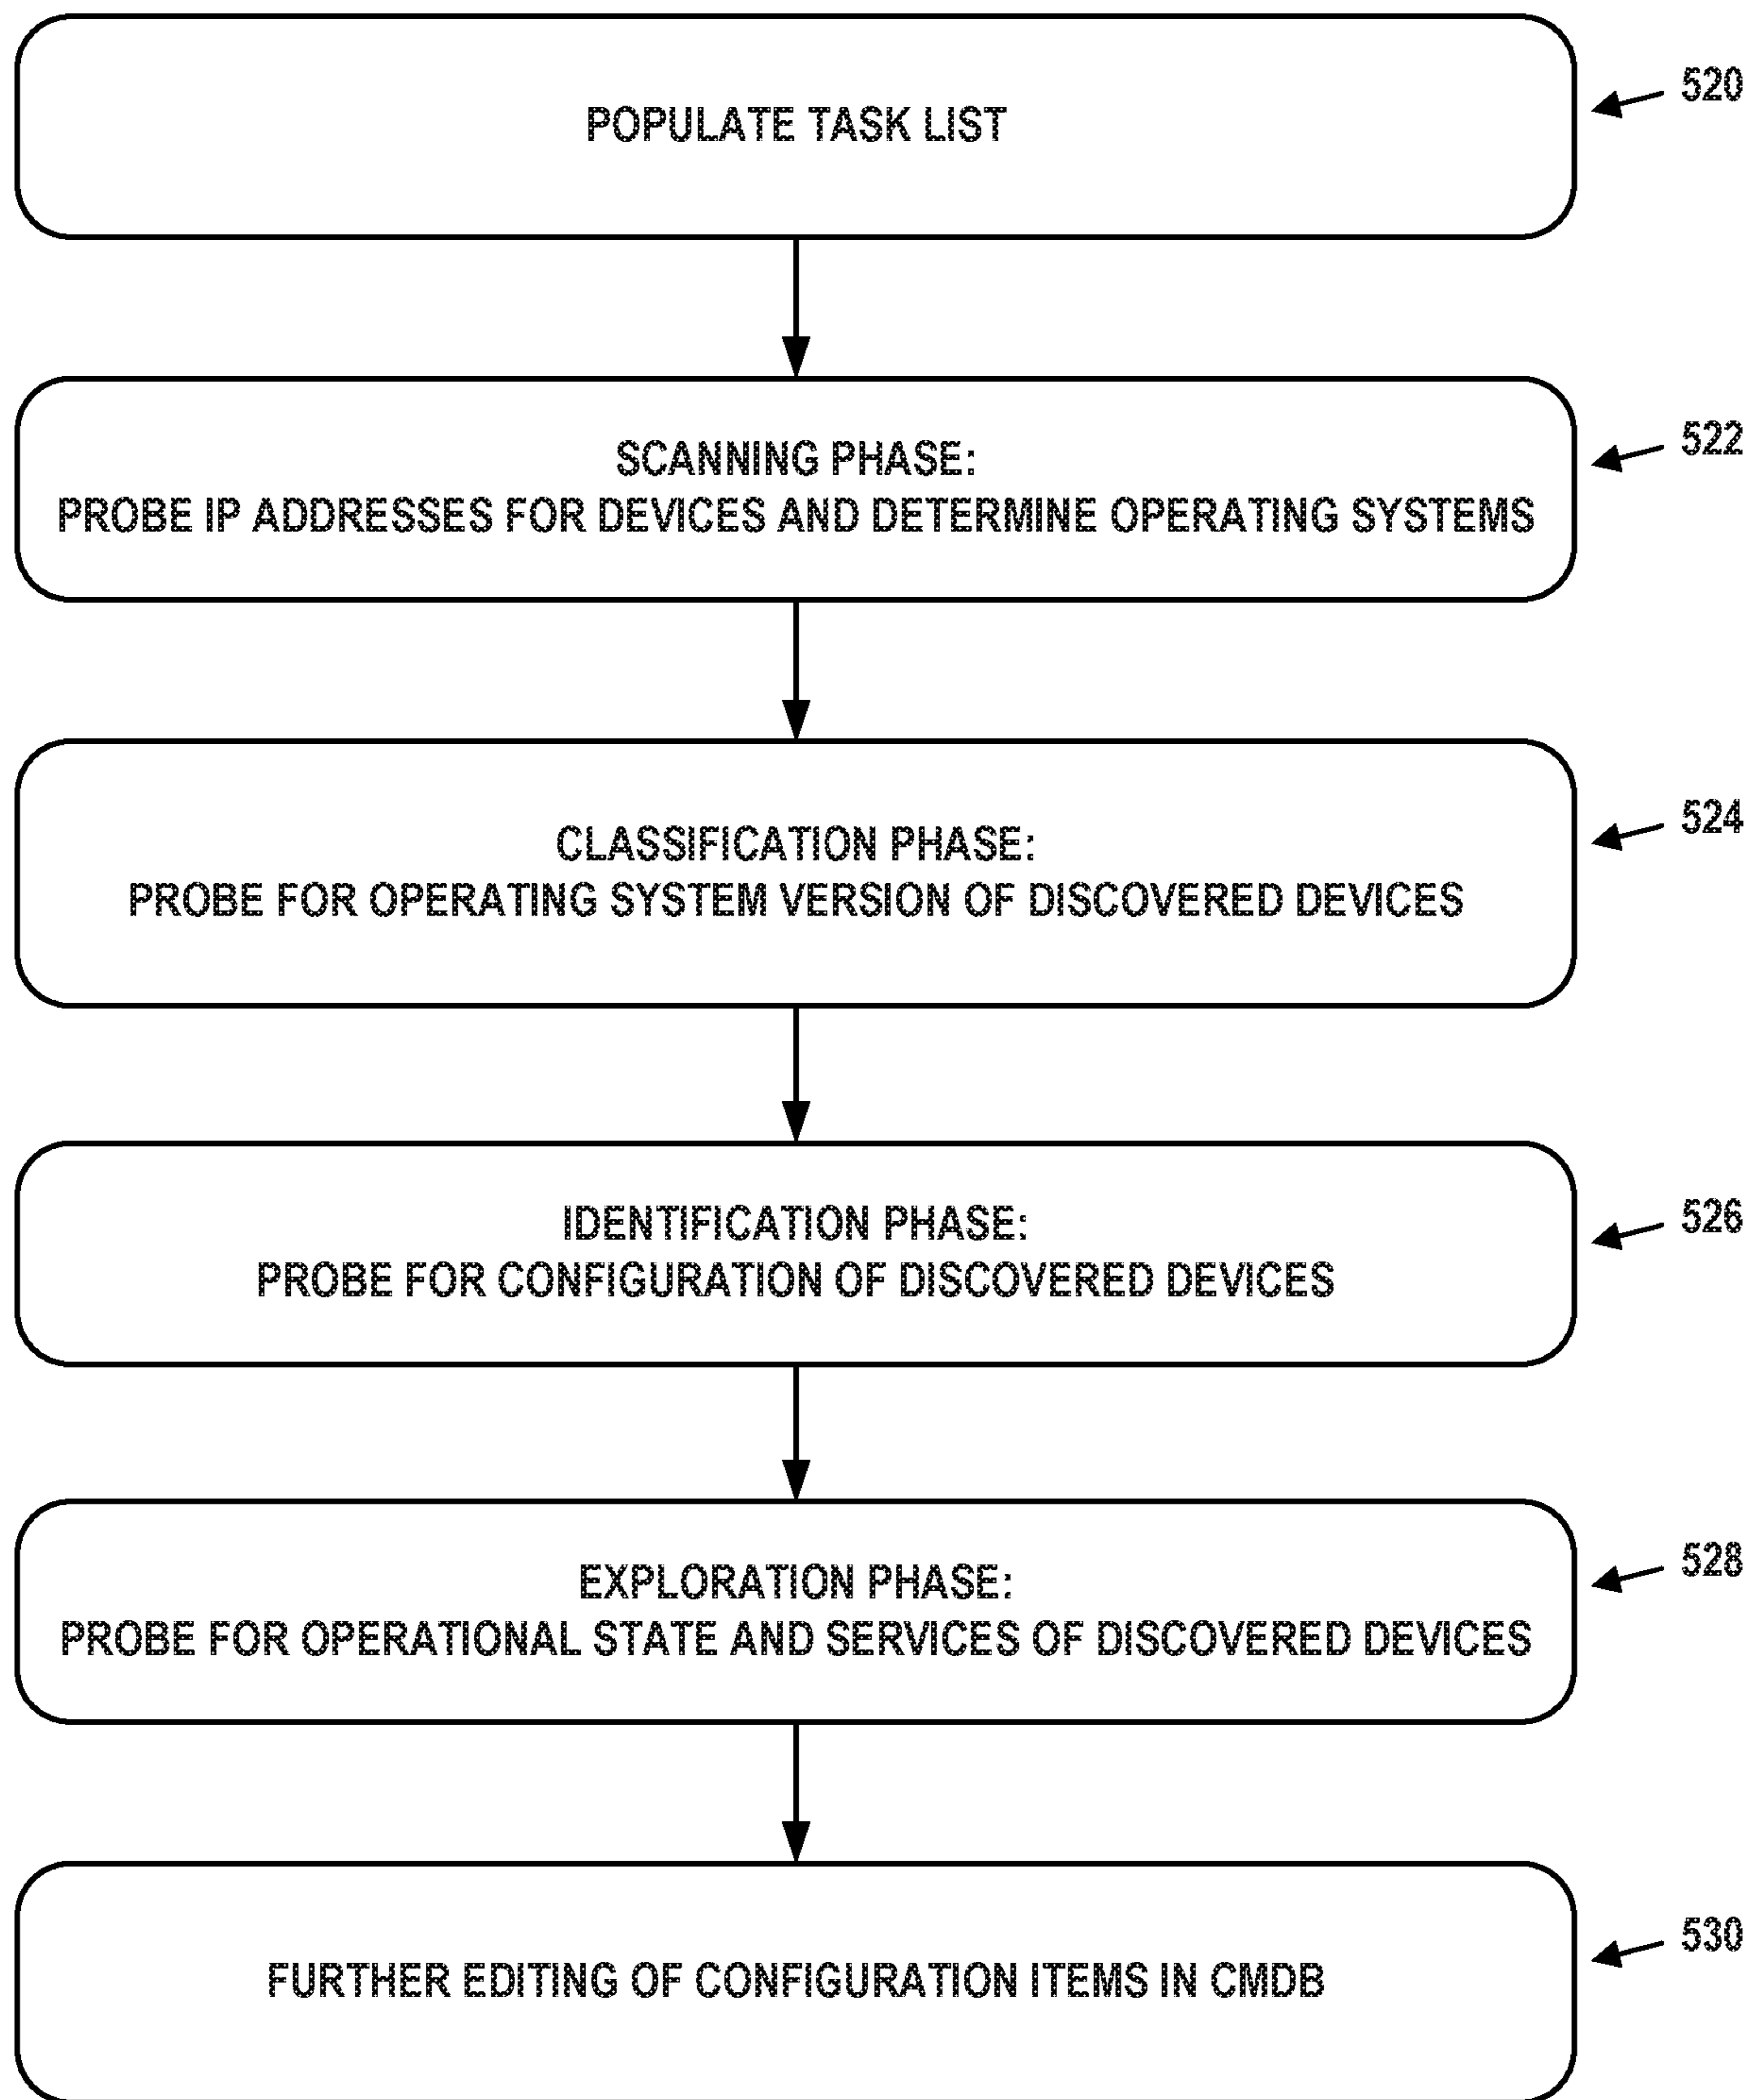 POPULATE TASK LIST
520
SCANNING PHASE:
PROBE IP ADDRESSES FOR DEVICES AND DETERMINE OPERATING SYSTEMS
522
CLASSIFICATION PHASE:
PROBE FOR OPERATING SYSTEM VERSION OF DISCOVERED DEVICES
524
IDENTIFICATION PHASE:
PROBE FOR CONFIGURATION OF DISCOVERED DEVICES
526
EXPLORATION PHASE:
PROBE FOR OPERATIONAL STATE AND SERVICES OF DISCOVERED DEVICES
528
FURTHER EDITING OF CONFIGURATION ITEMS IN CMDB
530